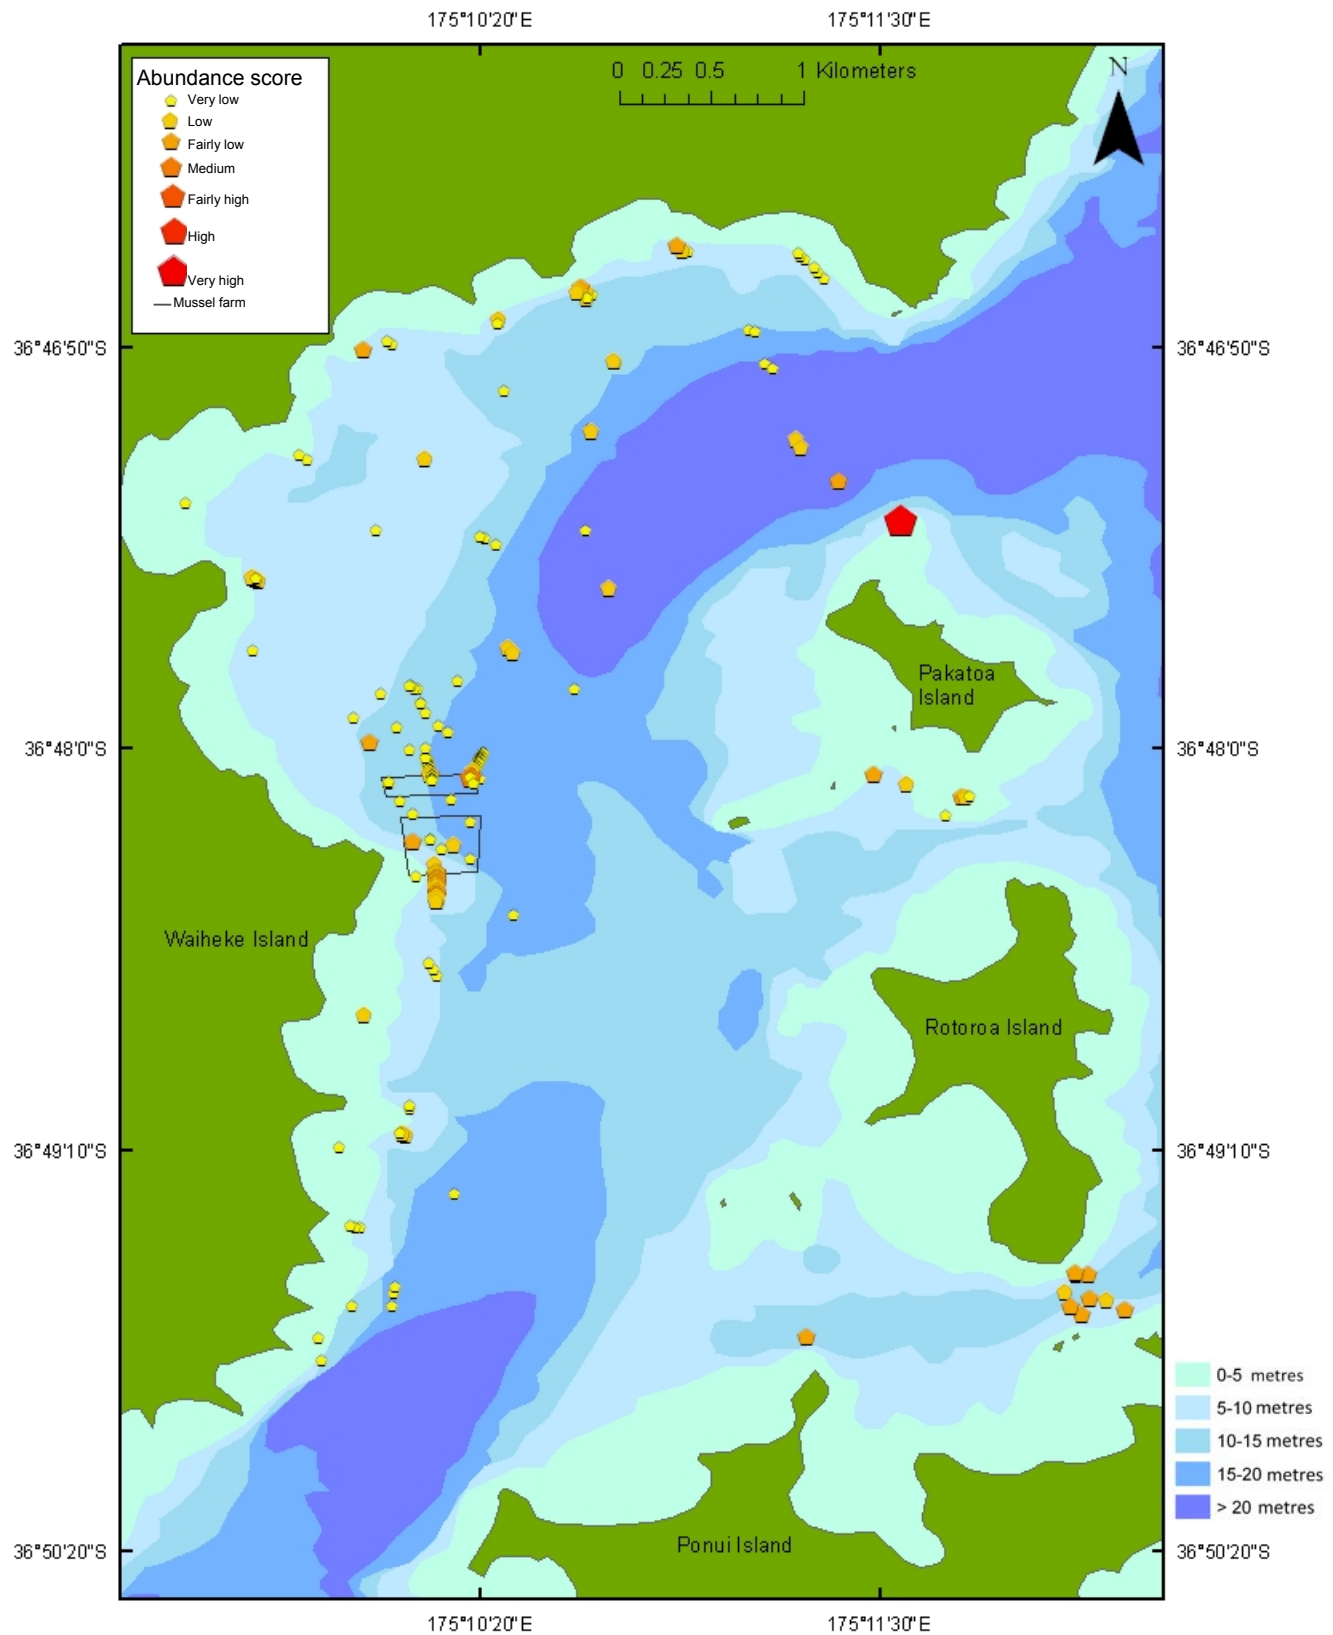 175°10'20"E 175°11'30"E
Abundance score
Very low
Low
Fairly low
Medium
Fairly high
High
Very high
Mussel farm
0 0.25 0.5 1 Kilometers
N
36°46'50"S 36°46'50"S
Pakatoa
Island
36°48'0"S 36°48'0"S
Waiheke Island
Rotoroa Island
36°49'10"S 36°49'10"S
0-5 metres
5-10 metres
10-15 metres
15-20 metres
> 20 metres
Ponui Island
36°50'20"S 36°50'20"S
175°10'20"E 175°11'30"E